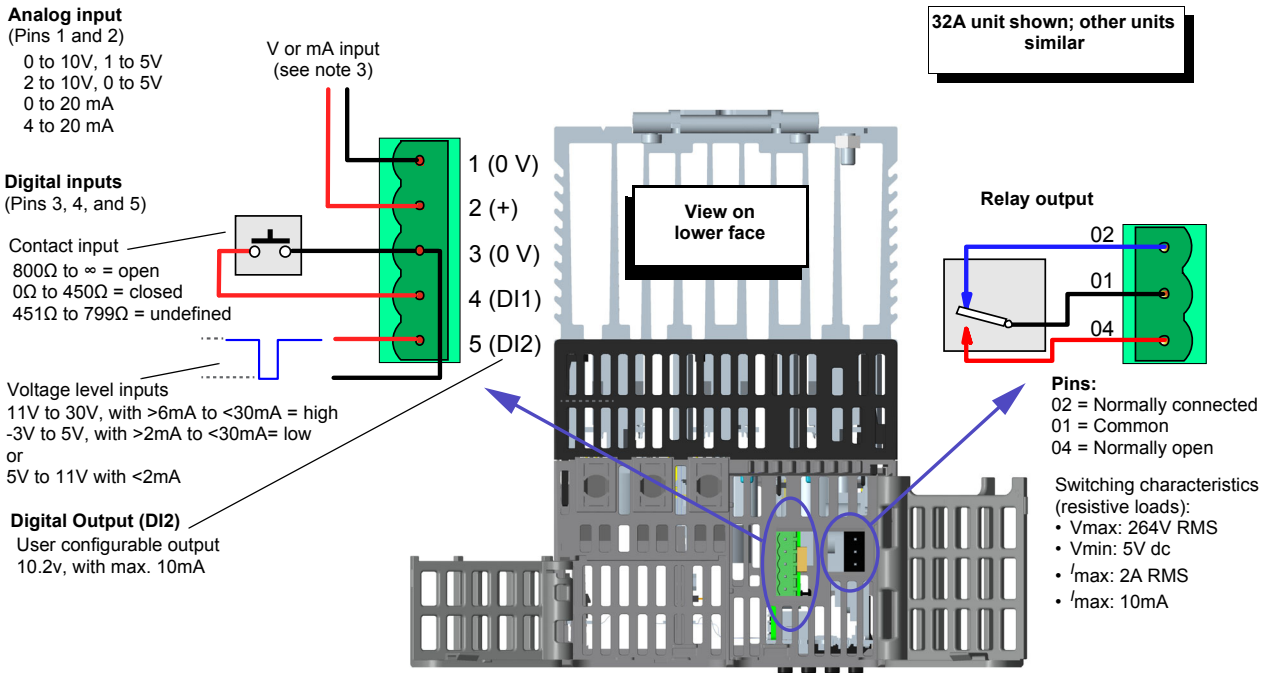 Analog input
(Pins 1 and 2)
0 to 10V, 1 to 5V
2 to 10V, 0 to 5V
0 to 20 mA
4 to 20 mA
V or mA input
(see note 3)
Digital inputs
(Pins 3, 4, and 5)
Contact input
800Ω to ∞ = open
0Ω to 450Ω = closed
451Ω to 799Ω = undefined
Voltage level inputs
11V to 30V, with >6mA to <30mA = high
-3V to 5V, with >2mA to <30mA= low
or
5V to 11V with <2mA
Digital Output (DI2)
User configurable output
10.2v, with max. 10mA
1 (0 V)
2 (+)
3 (0 V)
4 (DI1)
5 (DI2)
View on
lower face
32A unit shown; other units
similar
Relay output
02
01
04
Pins:
02 = Normally connected
01 = Common
04 = Normally open
Switching characteristics
(resistive loads):
• Vmax: 264V RMS
• Vmin: 5V dc
• Imax: 2A RMS
• Imax: 10mA